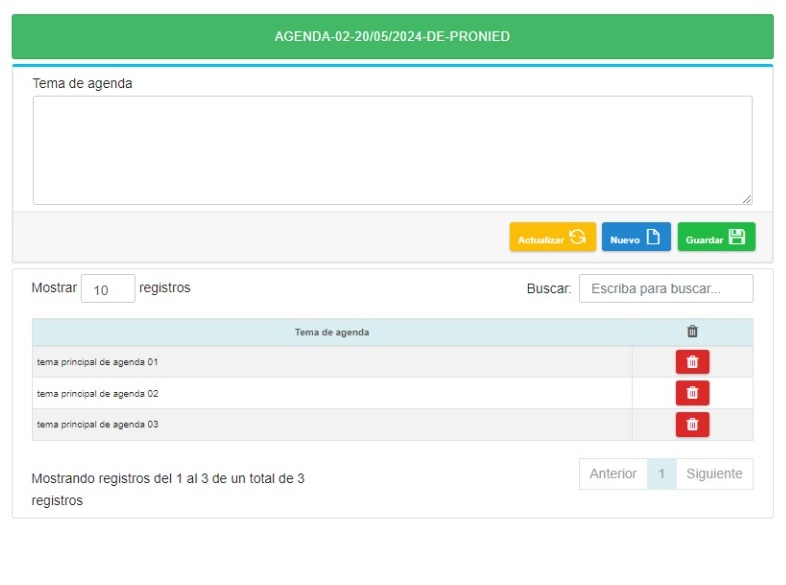 AGENDA-02-20/05/2024-DE-PRONIED
Tema de agenda
Actualizar Nuevo Guardar
Mostrar 10 registros Buscar: Escriba para buscar...
Tema de agenda
tema principal de agenda 01
tema principal de agenda 02
tema principal de agenda 03
Mostrando registros del 1 al 3 de un total de 3
registros
Anterior 1 Siguiente